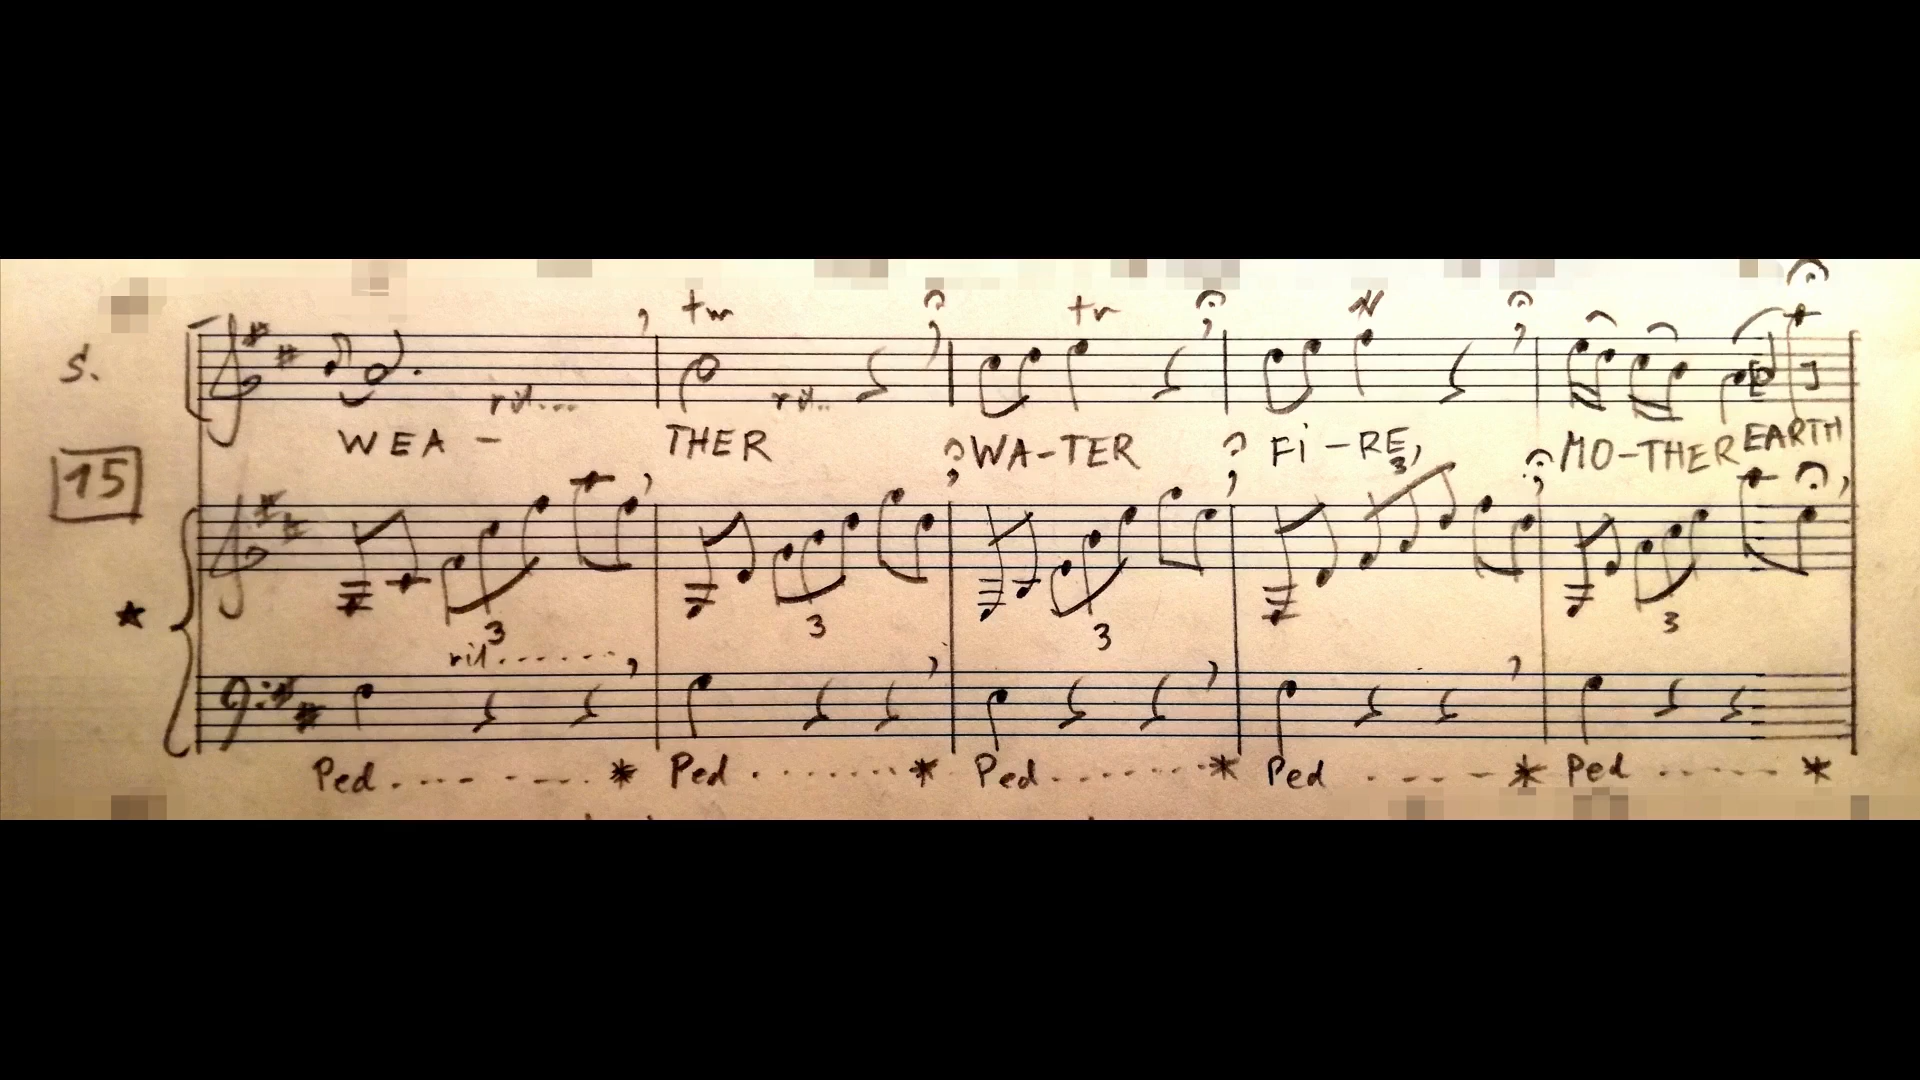 tr tr
S.
rit... rit..
WEA - THER WA-TER FI-RE, MO-THER EARTH
15
3
3 3 3 3
rit.......
Ped........* Ped.......* Ped.......* Ped....* Ped......*